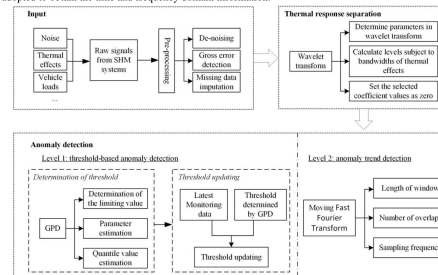 adopted to obtain the time and frequency domain information.
Input
Noise
Thermal
effects
Vehicle
loads
...
Raw signals
from SHM
systems
Pre-processing
De-noising
Gross error
detection
Missing data
imputation
Thermal response separation
Wavelet
transform
Determine parameters in
wavelet transform
Calculate levels subject to
bandwidths of thermal
effects
Set the selected
coefficient values as zero
Anomaly detection
Level 1: threshold-based anomaly detection
Determination of threshold
GPD
Determination of
the limiting value
Parameter
estimation
Quantile value
estimation
Threshold updating
Latest
Monitoring
data
Threshold
determined
by GPD
Threshold updating
Level 2: anomaly trend detection
Moving Fast
Fourier
Transform
Length of window
Number of overlap
Sampling frequenc